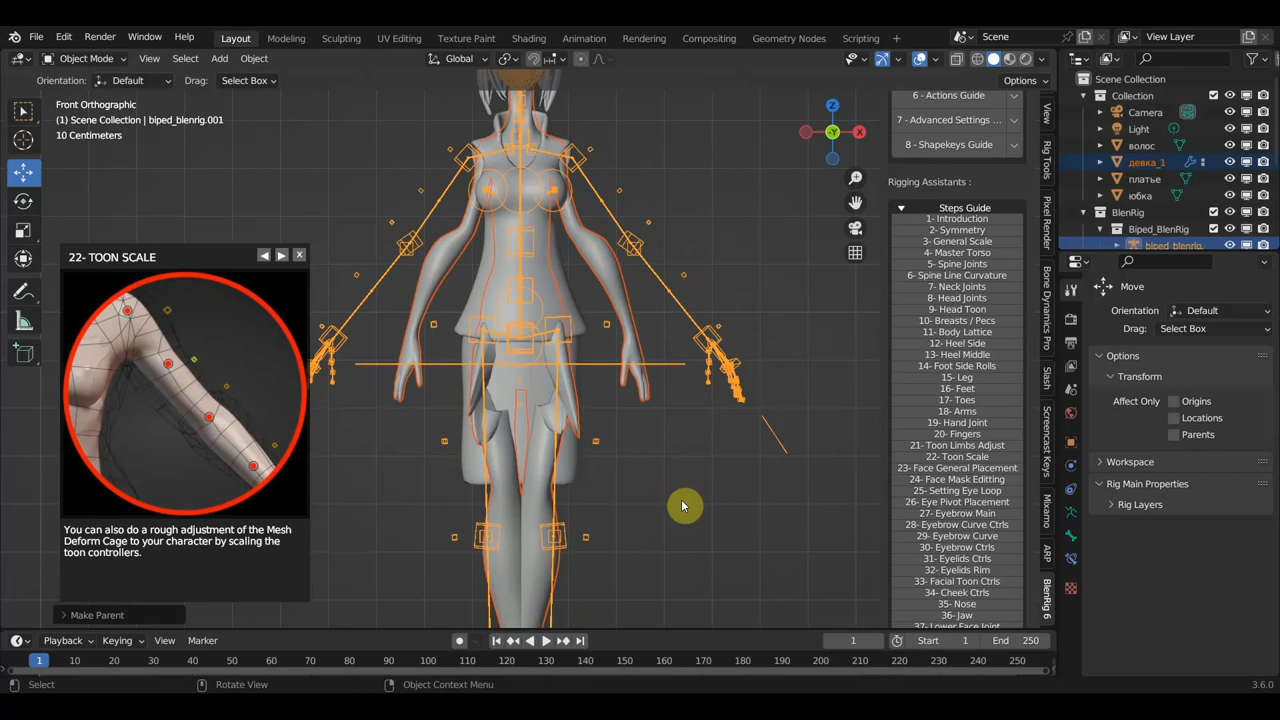 File Edit Render Window Help Layout Modeling Sculpting UV Editing Texture Paint Shading Animation Rendering Compositing Geometry Nodes Scripting + Scene View Layer
Object Mode View Select Add Object Global
Orientation: Default Drag: Select Box Options
Front Orthographic
(1) Scene Collection | biped_blenrig.001
10 Centimeters
Z
X
-Y
22- TOON SCALE
You can also do a rough adjustment of the Mesh
Deform Cage to your character by scaling the
toon controllers.
Make Parent
6 - Actions Guide
7 - Advanced Settings ...
8 - Shapekeys Guide
Rigging Assistants :
Steps Guide
1- Introduction
2- Symmetry
3- General Scale
4- Master Torso
5- Spine Joints
6- Spine Line Curvature
7- Neck Joints
8- Head Joints
9- Head Toon
10- Breasts / Pecs
11- Body Lattice
12- Heel Side
13- Heel Middle
14- Foot Side Rolls
15- Leg
16- Feet
17- Toes
18- Arms
19- Hand Joint
20- Fingers
21- Toon Limbs Adjust
22- Toon Scale
23- Face General Placement
24- Face Mask Editing
25- Setting Eye Loop
26- Eye Pivot Placement
27- Eyebrow Main
28- Eyebrow Curve Ctrls
29- Eyebrow Curve
30- Eyebrow Ctrls
31- Eyelids Ctrls
32- Eyelids Rim
33- Facial Toon Ctrls
34- Cheek Ctrls
35- Nose
36- Jaw
37- Lower Face Joint
View
Rig Tools
Pixel Render
Bone Dynamics Pro
Slash
Screencast Keys
Mixamo
ARP
BlenRig 6
Scene Collection
Collection
Camera
Light
волос
девка_1
платье
юбка
BlenRig
Biped_BlenRig
biped_blenrig.
Move
Orientation: Default
Drag: Select Box
Options
Transform
Affect Only Origins
Locations
Parents
Workspace
Rig Main Properties
Rig Layers
Playback Keying View Marker 1 Start 1 End 250
1 10 20 30 40 50 60 70 80 90 100 110 120 130 140 150 160 170 180 190 200 210 220 230 240 250
Select Rotate View Object Context Menu 3.6.0